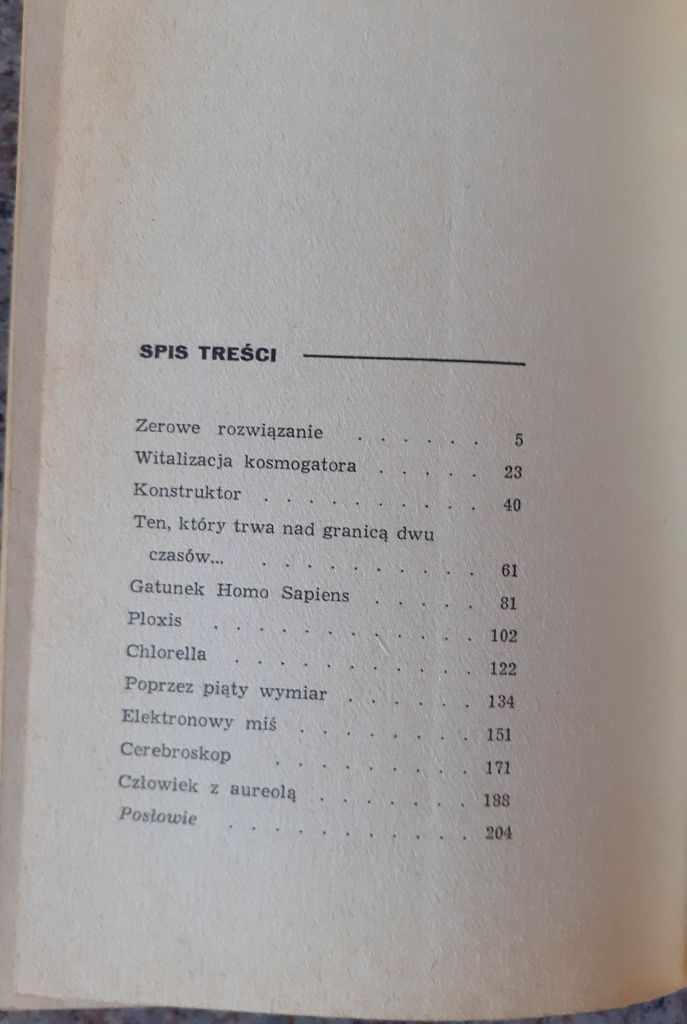 SPIS TREŚCI
Zerowe rozwiązanie . . . . . . 5
Witalizacja kosmogatora . . . . . 23
Konstruktor . . . . . . . . . . 40
Ten, który trwa nad granicą dwu
czasów... . . . . . . . . . . 61
Gatunek Homo Sapiens . . . . . 81
Ploxis . . . . . . . . . . . . 102
Chlorella . . . . . . . . . . . 122
Poprzez piąty wymiar . . . . . . 134
Elektronowy miś . . . . . . . . 151
Cerebroskop . . . . . . . . . 171
Człowiek z aureolą . . . . . . . 188
Posłowie . . . . . . . . . . . 204